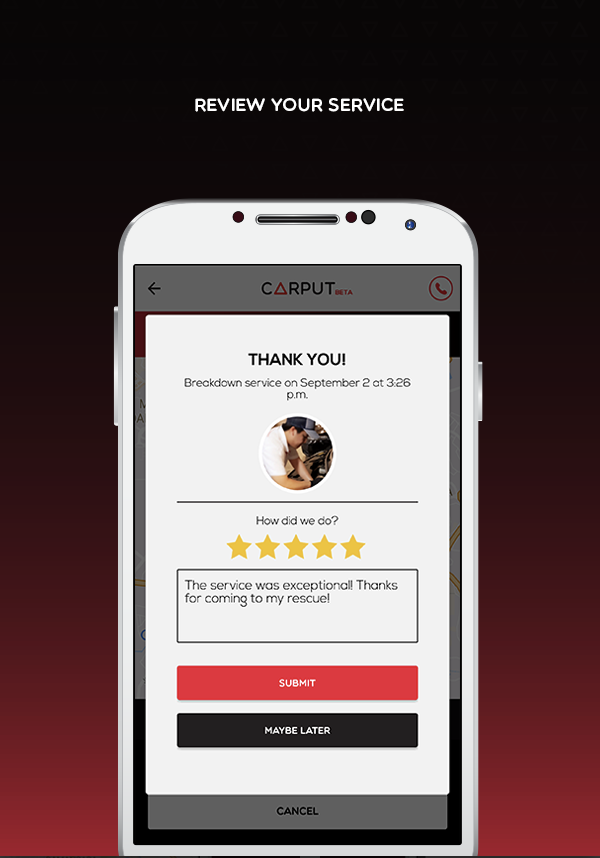 REVIEW YOUR SERVICE
CARPUT BETA
THANK YOU!
Breakdown service on September 2 at 3:26
p.m.
How did we do?
The service was exceptional! Thanks
for coming to my rescue!
SUBMIT
MAYBE LATER
CANCEL